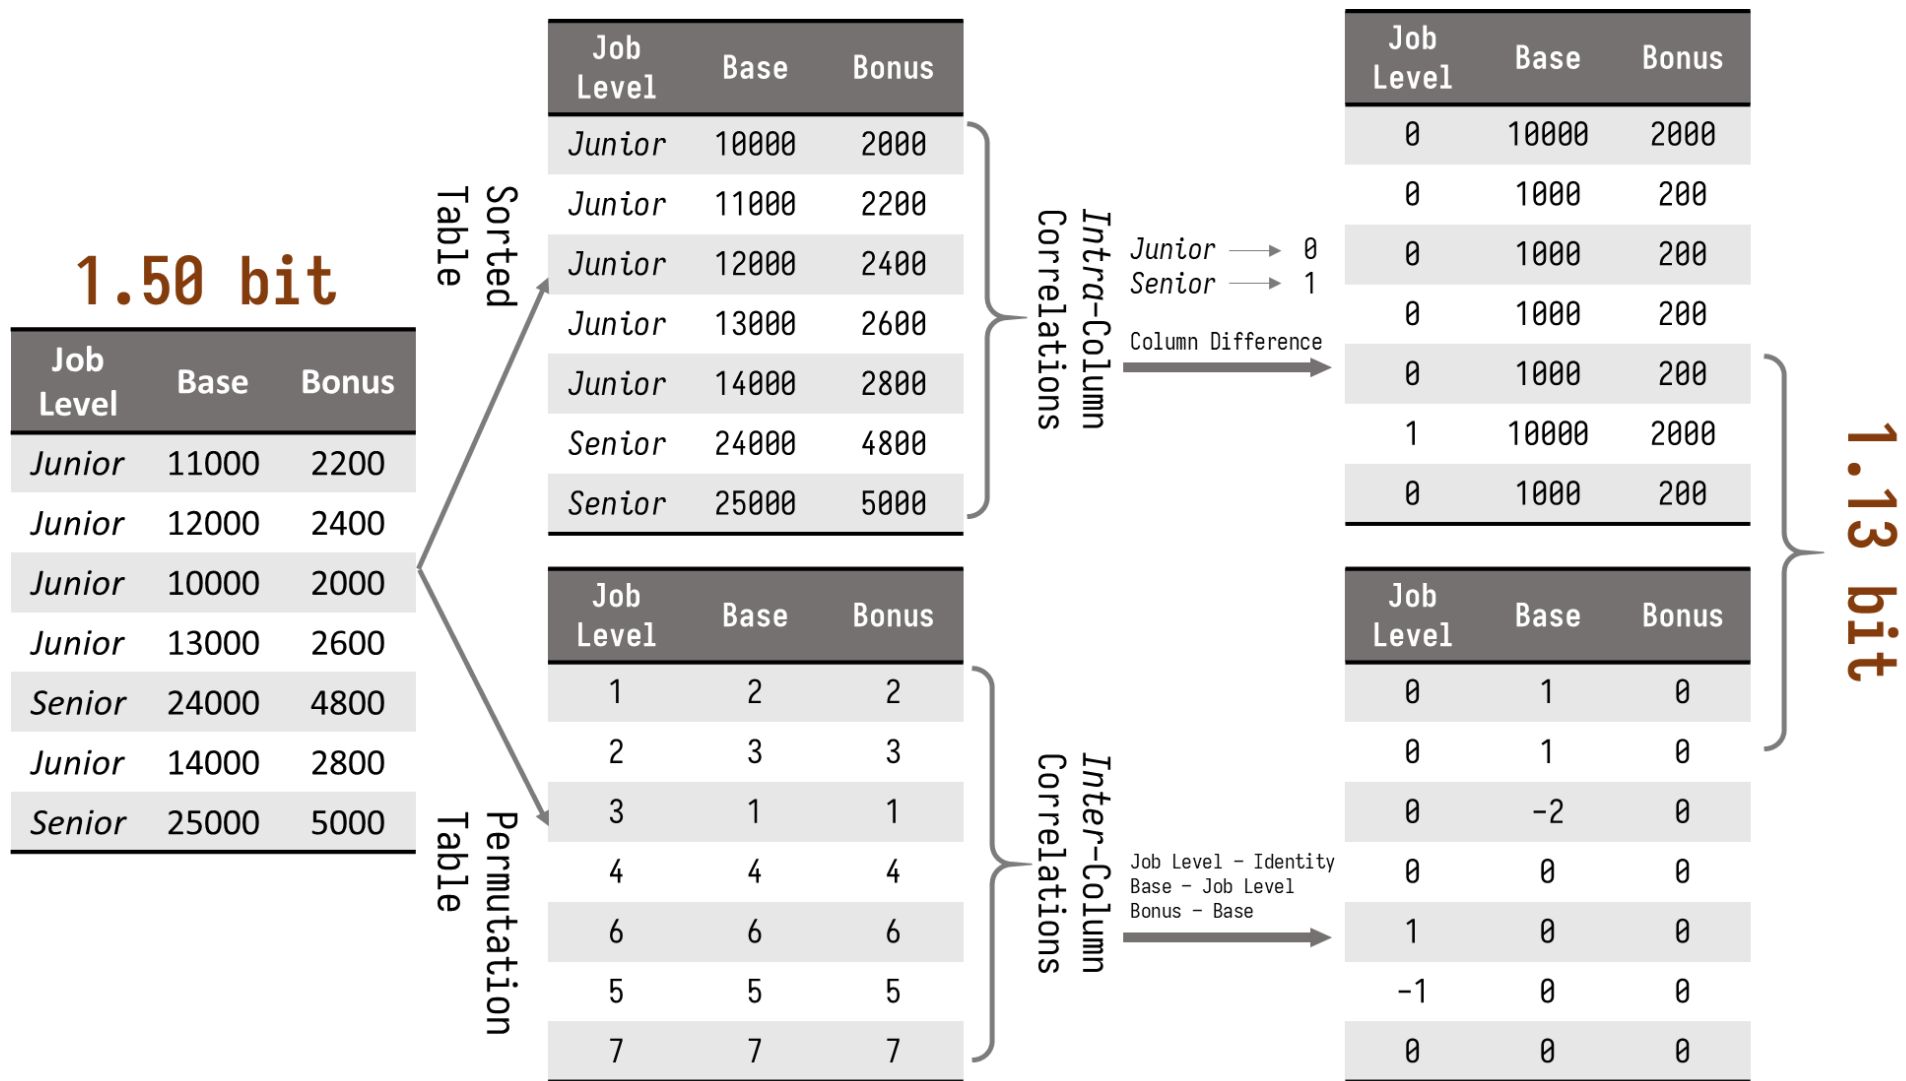 1.50 bit
Job Level Base Bonus
Junior 11000 2200
Junior 12000 2400
Junior 10000 2000
Junior 13000 2600
Senior 24000 4800
Junior 14000 2800
Senior 25000 5000
Sorted
Table
Permutation
Table
Job Level Base Bonus
Junior 10000 2000
Junior 11000 2200
Junior 12000 2400
Junior 13000 2600
Junior 14000 2800
Senior 24000 4800
Senior 25000 5000
Job Level Base Bonus
1 2 2
2 3 3
3 1 1
4 4 4
6 6 6
5 5 5
7 7 7
Intra-Column
Correlations
Junior 0
Senior 1
Column Difference
Inter-Column
Correlations
Job Level - Identity
Base - Job Level
Bonus - Base
Job Level Base Bonus
0 10000 2000
0 1000 200
0 1000 200
0 1000 200
0 1000 200
1 10000 2000
0 1000 200
Job Level Base Bonus
0 1 0
0 1 0
0 -2 0
0 0 0
1 0 0
-1 0 0
0 0 0
1.13 bit